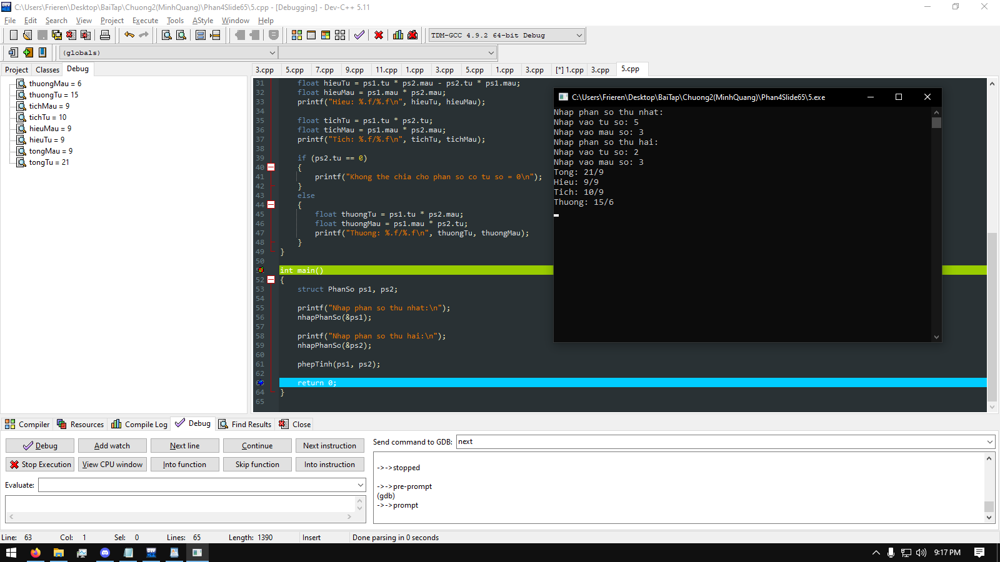 C:\Users\Frieren\Desktop\BaiTap\Chuong2(MinhQuang)\Phan4Slide65\5.cpp - [Debugging] - Dev-C++ 5.11
File Edit Search View Project Execute Tools AStyle Window Help
TDM-GCC 4.9.2 64-bit Debug
(globals)
Project Classes Debug
3.cpp 5.cpp 7.cpp 9.cpp 11.cpp 1.cpp 3.cpp 5.cpp 1.cpp 3.cpp [*] 1.cpp 3.cpp 5.cpp
thuongMau = 6
thuongTu = 15
tichMau = 9
tichTu = 10
hieuMau = 9
hieuTu = 9
tongMau = 9
tongTu = 21
31 float hieuTu = ps1.tu * ps2.mau - ps2.tu * ps1.mau;
32 float hieuMau = ps1.mau * ps2.mau;
33 printf("Hieu: %.f/%.f\n", hieuTu, hieuMau);
34
35 float tichTu = ps1.tu * ps2.tu;
36 float tichMau = ps1.mau * ps2.mau;
37 printf("Tich: %.f/%.f\n", tichTu, tichMau);
38
39 if (ps2.tu == 0)
40 {
41 printf("Khong the chia cho phan so co tu so = 0\n");
42 }
43 else
44 {
45 float thuongTu = ps1.tu * ps2.mau;
46 float thuongMau = ps1.mau * ps2.tu;
47 printf("Thuong: %.f/%.f\n", thuongTu, thuongMau);
48 }
49 }
50
int main()
52 {
53 struct PhanSo ps1, ps2;
54
55 printf("Nhap phan so thu nhat:\n");
56 nhapPhanSo(&ps1);
57
58 printf("Nhap phan so thu hai:\n");
59 nhapPhanSo(&ps2);
60
61 phepTinh(ps1, ps2);
62
return 0;
64 }
65
C:\Users\Frieren\Desktop\BaiTap\Chuong2(MinhQuang)\Phan4Slide65\5.exe
Nhap phan so thu nhat:
Nhap vao tu so: 5
Nhap vao mau so: 3
Nhap phan so thu hai:
Nhap vao tu so: 2
Nhap vao mau so: 3
Tong: 21/9
Hieu: 9/9
Tich: 10/9
Thuong: 15/6
Compiler Resources Compile Log Debug Find Results Close
Debug Add watch Next line Continue Next instruction
Stop Execution View CPU window Into function Skip function Into instruction
Evaluate:
Send command to GDB: next
->->stopped
->->pre-prompt
(gdb)
->->prompt
Line: 63 Col: 1 Sel: 0 Lines: 65 Length: 1390 Insert Done parsing in 0 seconds
9:17 PM